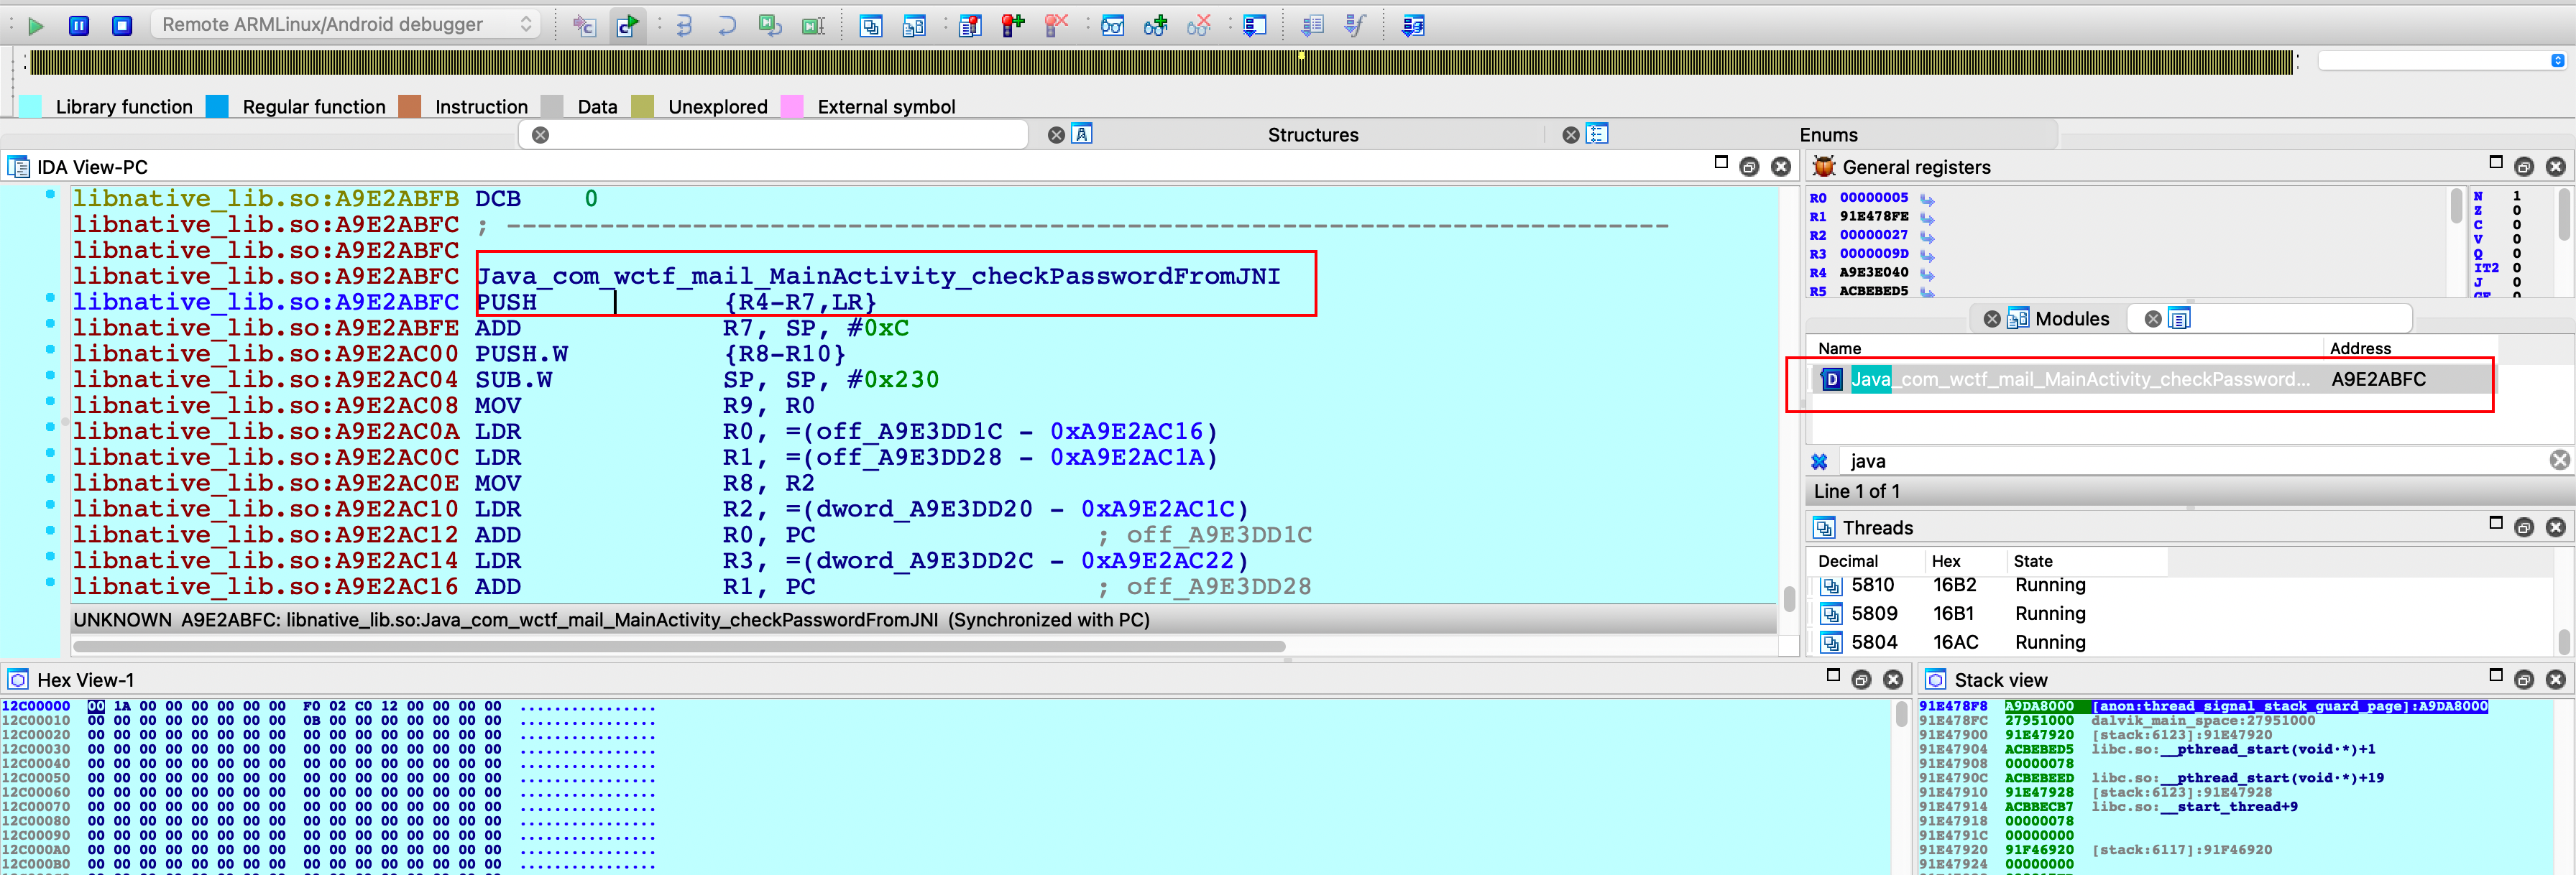 Remote ARMLinux/Android debugger
Library function Regular function Instruction Data Unexplored External symbol
Structures Enums
IDA View-PC
libnative_lib.so:A9E2ABFB DCB 0
libnative_lib.so:A9E2ABFC ; ---------------------------------------------------------------------------
libnative_lib.so:A9E2ABFC
libnative_lib.so:A9E2ABFC Java_com_wctf_mail_MainActivity_checkPasswordFromJNI
libnative_lib.so:A9E2ABFC PUSH {R4-R7,LR}
libnative_lib.so:A9E2ABFE ADD R7, SP, #0xC
libnative_lib.so:A9E2AC00 PUSH.W {R8-R10}
libnative_lib.so:A9E2AC04 SUB.W SP, SP, #0x230
libnative_lib.so:A9E2AC08 MOV R9, R0
libnative_lib.so:A9E2AC0A LDR R0, =(off_A9E3DD1C - 0xA9E2AC16)
libnative_lib.so:A9E2AC0C LDR R1, =(off_A9E3DD28 - 0xA9E2AC1A)
libnative_lib.so:A9E2AC0E MOV R8, R2
libnative_lib.so:A9E2AC10 LDR R2, =(dword_A9E3DD20 - 0xA9E2AC1C)
libnative_lib.so:A9E2AC12 ADD R0, PC ; off_A9E3DD1C
libnative_lib.so:A9E2AC14 LDR R3, =(dword_A9E3DD2C - 0xA9E2AC22)
libnative_lib.so:A9E2AC16 ADD R1, PC ; off_A9E3DD28
UNKNOWN A9E2ABFC: libnative_lib.so:Java_com_wctf_mail_MainActivity_checkPasswordFromJNI (Synchronized with PC)
General registers
R0 00000005
R1 91E478FE
R2 00000027
R3 0000009D
R4 A9E3E040
R5 ACBEBED5
N 1
Z 0
C 0
V 0
Q 0
IT2 0
J 0
Modules
Name Address
Java_com_wctf_mail_MainActivity_checkPassword... A9E2ABFC
java
Line 1 of 1
Threads
Decimal Hex State
5810 16B2 Running
5809 16B1 Running
5804 16AC Running
Hex View-1
12C00000 00 1A 00 00 00 00 00 00 F0 02 C0 12 00 00 00 00 ................
12C00010 00 00 00 00 00 00 00 00 0B 00 00 00 00 00 00 00 ................
12C00020 00 00 00 00 00 00 00 00 00 00 00 00 00 00 00 00 ................
12C00030 00 00 00 00 00 00 00 00 00 00 00 00 00 00 00 00 ................
12C00040 00 00 00 00 00 00 00 00 00 00 00 00 00 00 00 00 ................
12C00050 00 00 00 00 00 00 00 00 00 00 00 00 00 00 00 00 ................
12C00060 00 00 00 00 00 00 00 00 00 00 00 00 00 00 00 00 ................
12C00070 00 00 00 00 00 00 00 00 00 00 00 00 00 00 00 00 ................
12C00080 00 00 00 00 00 00 00 00 00 00 00 00 00 00 00 00 ................
12C00090 00 00 00 00 00 00 00 00 00 00 00 00 00 00 00 00 ................
12C000A0 00 00 00 00 00 00 00 00 00 00 00 00 00 00 00 00 ................
12C000B0 00 00 00 00 00 00 00 00 00 00 00 00 00 00 00 00 ................
Stack view
91E478F8 A9DA8000 [anon:thread_signal_stack_guard_page]:A9DA8000
91E478FC 27951000 dalvik_main_space:27951000
91E47900 91E47920 [stack:6123]:91E47920
91E47904 ACBEBED5 libc.so:__pthread_start(void·*)+1
91E47908 00000078
91E4790C ACBEBEED libc.so:__pthread_start(void·*)+19
91E47910 91E47928 [stack:6123]:91E47928
91E47914 ACBBECB7 libc.so:__start_thread+9
91E47918 00000078
91E4791C 00000000
91E47920 91F46920 [stack:6117]:91F46920
91E47924 00000000